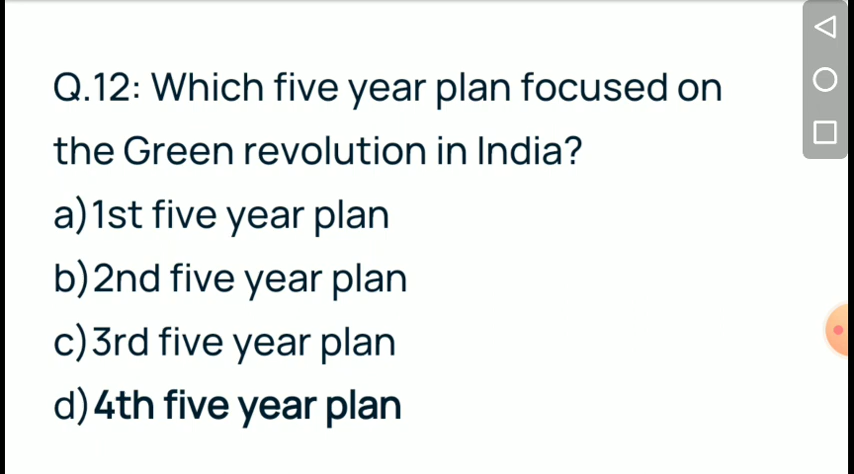 Q.12: Which five year plan focused on
the Green revolution in India?
a)1st five year plan
b)2nd five year plan
c)3rd five year plan
d)4th five year plan